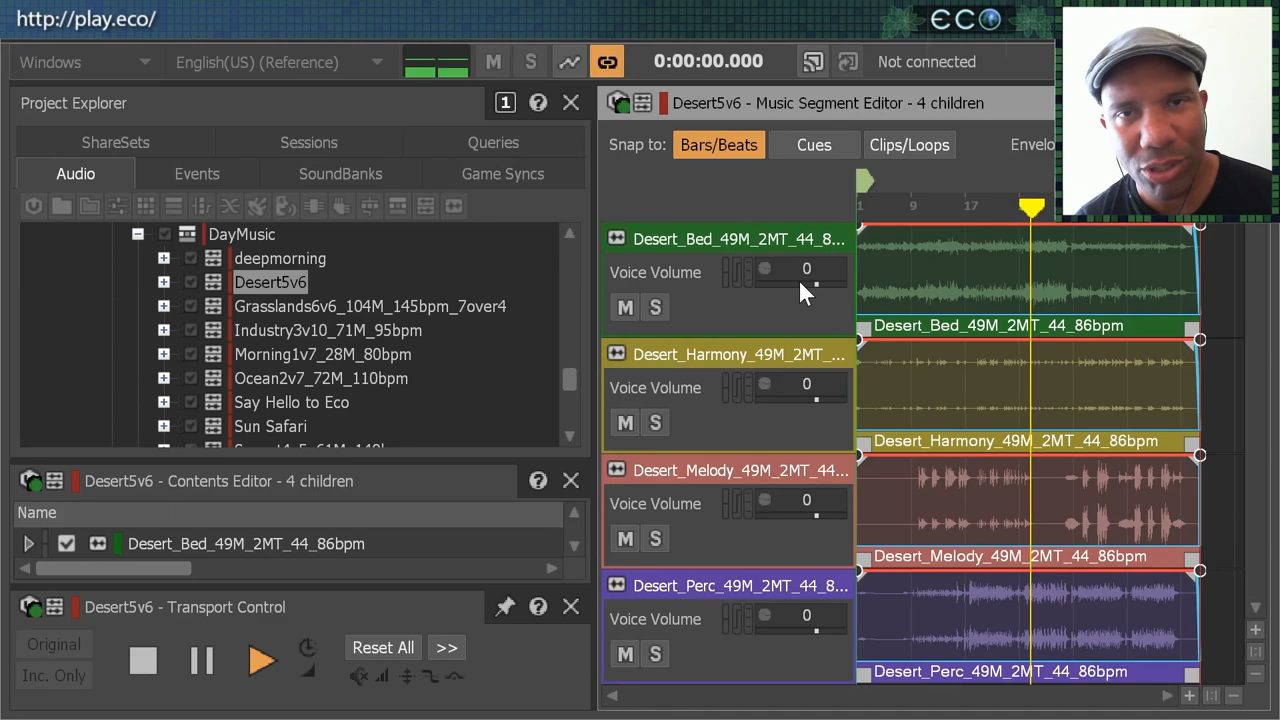 http://play.eco/
ECO
Windows
English(US) (Reference)
M
S
0:00:00.000
Not connected
Project Explorer
1
?
Desert5v6 - Music Segment Editor - 4 children
ShareSets
Sessions
Queries
Snap to:
Bars/Beats
Cues
Clips/Loops
Envelo
Audio
Events
SoundBanks
Game Syncs
1
9
17
DayMusic
deepmorning
Desert5v6
Grasslands6v6_104M_145bpm_7over4
Industry3v10_71M_95bpm
Morning1v7_28M_80bpm
Ocean2v7_72M_110bpm
Say Hello to Eco
Sun Safari
Desert_Bed_49M_2MT_44_8...
Voice Volume
0
M
S
Desert_Bed_49M_2MT_44_86bpm
Desert_Harmony_49M_2MT_...
Voice Volume
0
M
S
Desert_Harmony_49M_2MT_44_86bpm
Desert_Melody_49M_2MT_44...
Voice Volume
0
M
S
Desert_Melody_49M_2MT_44_86bpm
Desert_Perc_49M_2MT_44_8...
Voice Volume
0
M
S
Desert_Perc_49M_2MT_44_86bpm
Desert5v6 - Contents Editor - 4 children
?
Name
Desert_Bed_49M_2MT_44_86bpm
Desert5v6 - Transport Control
?
Original
Inc. Only
Reset All
>>